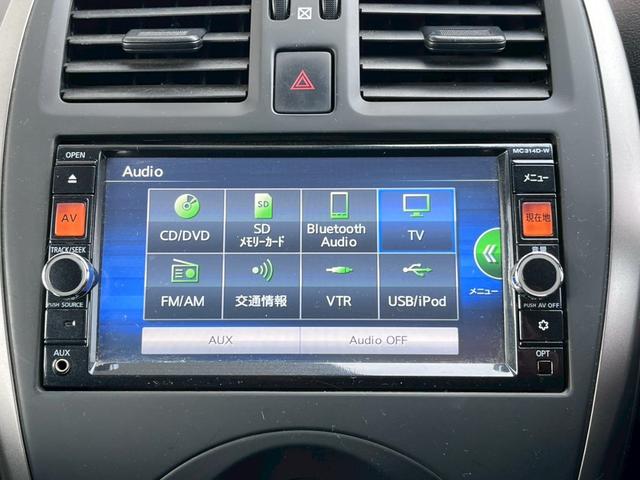 OPEN
MC314D-W
Audio
メニュー
AV
CD/DVD
SD
メモリーカード
Bluetooth
Audio
TV
現在地
TRACK/SEEK
音量
FM/AM
交通情報
VTR
USB/iPod
メニュー
PUSH SOURCE
PUSH AV OFF
AUX
Audio OFF
AUX
OPT